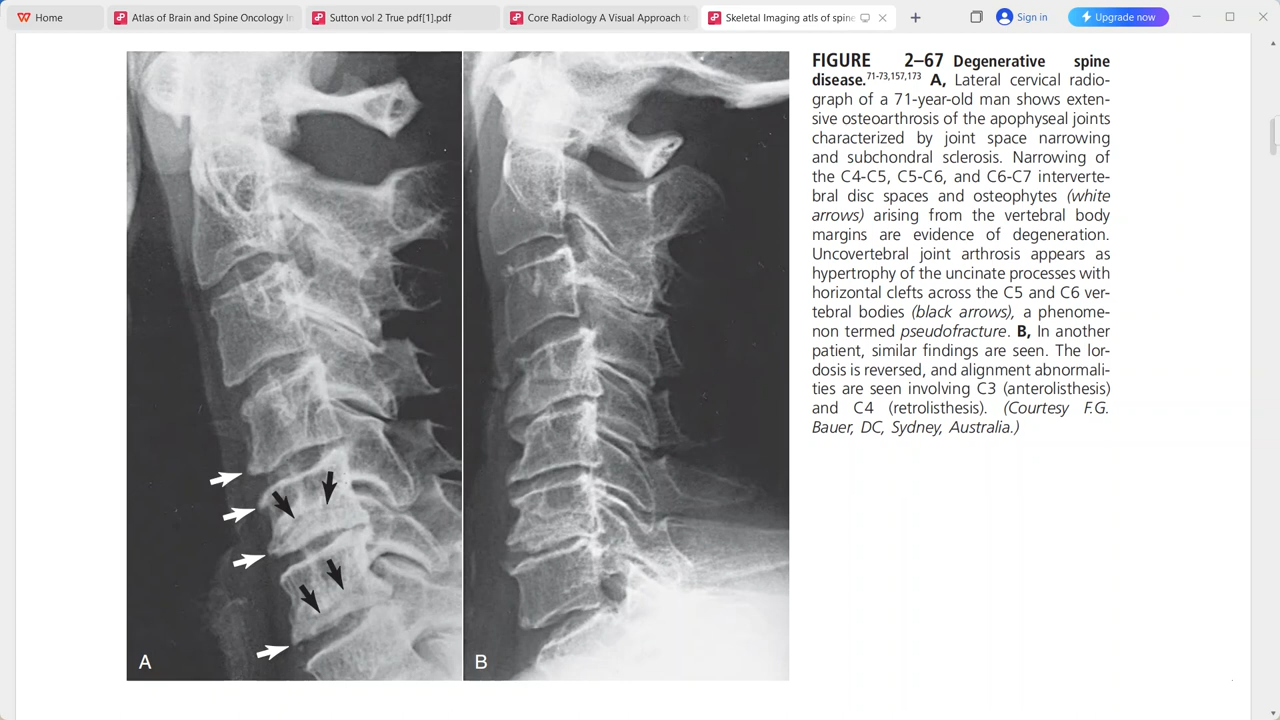 Home
Atlas of Brain and Spine Oncology I
Sutton vol 2 True pdf[1].pdf
Core Radiology A Visual Approach to
Skeletal Imaging atls of spine
Sign in
Upgrade now
FIGURE 2–67 Degenerative spine
disease.71-73,157,173 A, Lateral cervical radio-
graph of a 71-year-old man shows exten-
sive osteoarthrosis of the apophyseal joints
characterized by joint space narrowing
and subchondral sclerosis. Narrowing of
the C4-C5, C5-C6, and C6-C7 interverte-
bral disc spaces and osteophytes (white
arrows) arising from the vertebral body
margins are evidence of degeneration.
Uncovertebral joint arthrosis appears as
hypertrophy of the uncinate processes with
horizontal clefts across the C5 and C6 ver-
tebral bodies (black arrows), a phenome-
non termed pseudofracture. B, In another
patient, similar findings are seen. The lor-
dosis is reversed, and alignment abnormali-
ties are seen involving C3 (anterolisthesis)
and C4 (retrolisthesis). (Courtesy F.G.
Bauer, DC, Sydney, Australia.)
A
B